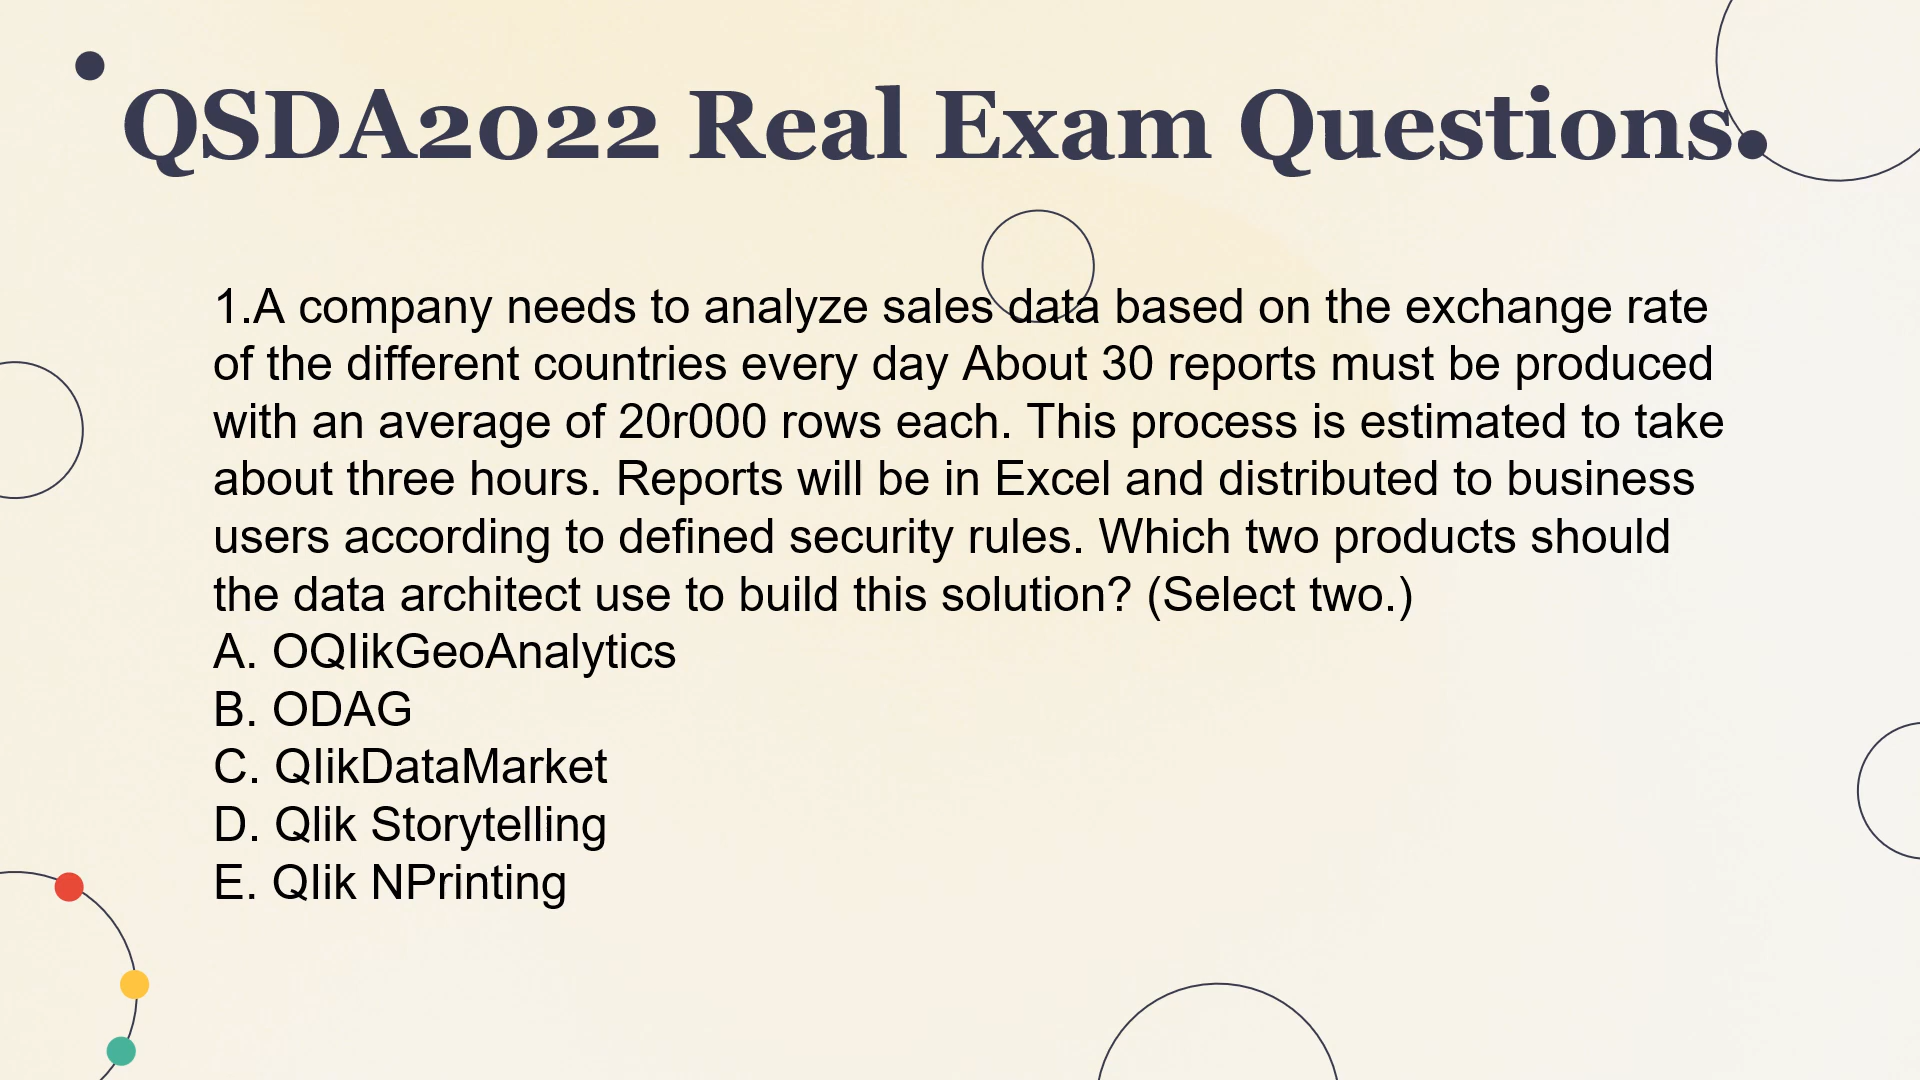 QSDA2022 Real Exam Questions
1.A company needs to analyze sales data based on the exchange rate
of the different countries every day About 30 reports must be produced
with an average of 20r000 rows each. This process is estimated to take
about three hours. Reports will be in Excel and distributed to business
users according to defined security rules. Which two products should
the data architect use to build this solution? (Select two.)
A. OQlikGeoAnalytics
B. ODAG
C. QlikDataMarket
D. Qlik Storytelling
E. Qlik NPrinting